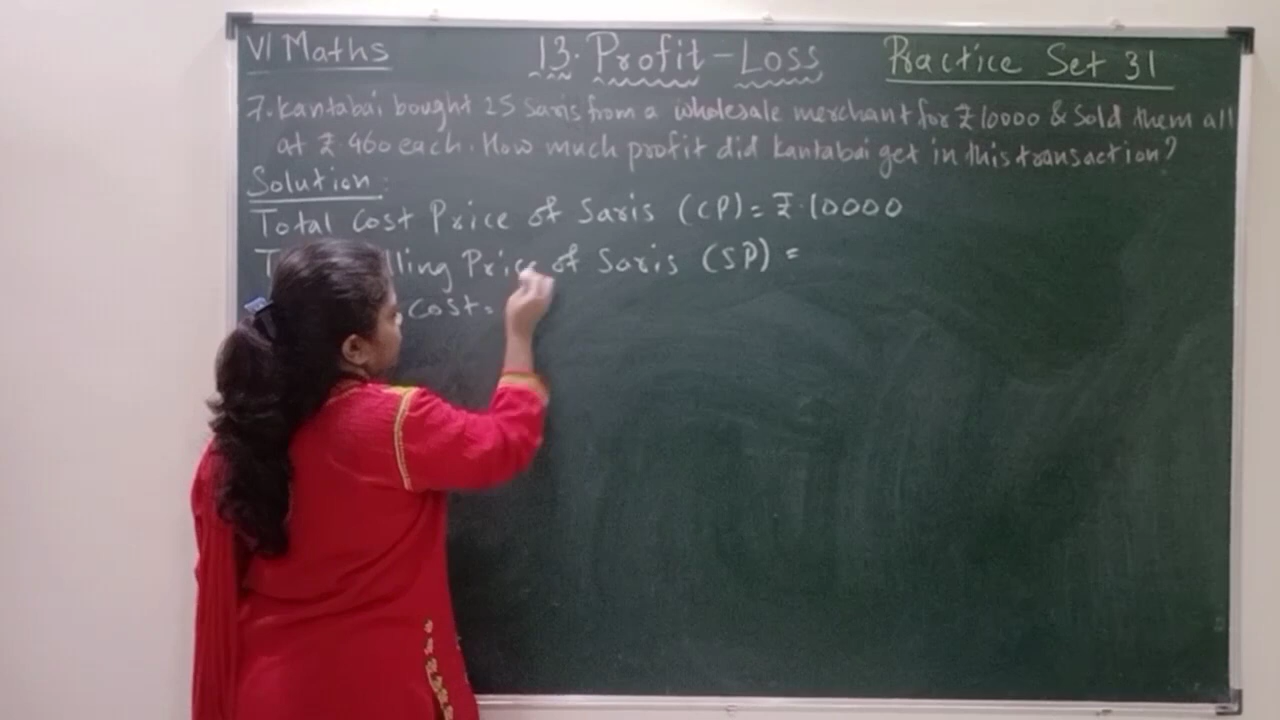 VI Maths
13. Profit - Loss
Practice Set 31
7. Kantabai bought 25 saris from a wholesale merchant for ₹ 10000 & Sold them all
at ₹. 460 each. How much profit did Kantabai get in this transaction?
Solution:
Total Cost Price of Saris (CP) = ₹. 10000
lling Price of Saris (SP) =
Cost =